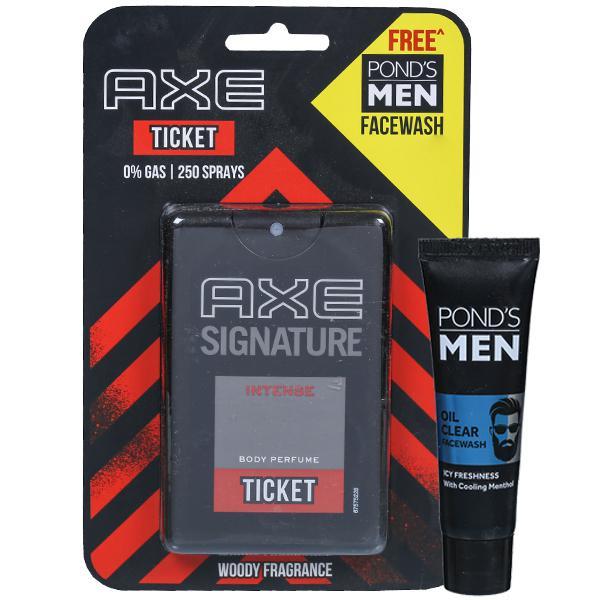 AXE
TICKET
0% GAS | 250 SPRAYS
FREE^
POND'S
MEN
FACEWASH
AXE
SIGNATURE
INTENSE
BODY PERFUME
TICKET
67575228
WOODY FRAGRANCE
POND'S
MEN
OIL
CLEAR
FACEWASH
ICY FRESHNESS
With Cooling Menthol